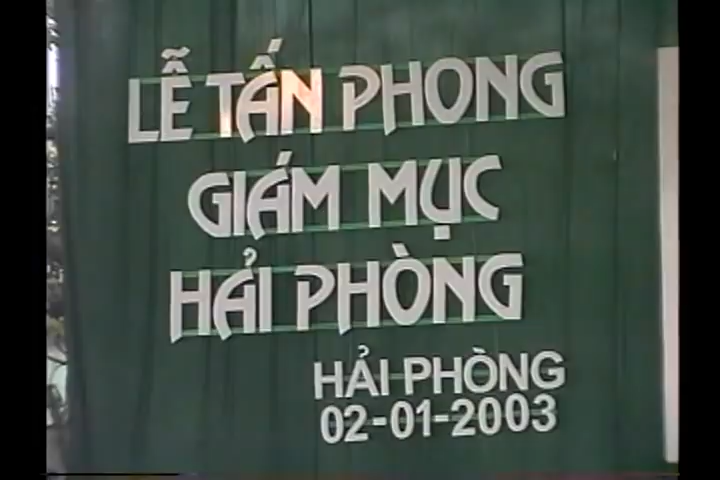 LỄ TẤN PHONG
GIÁM MỤC
HẢI PHÒNG
HẢI PHÒNG
02-01-2003